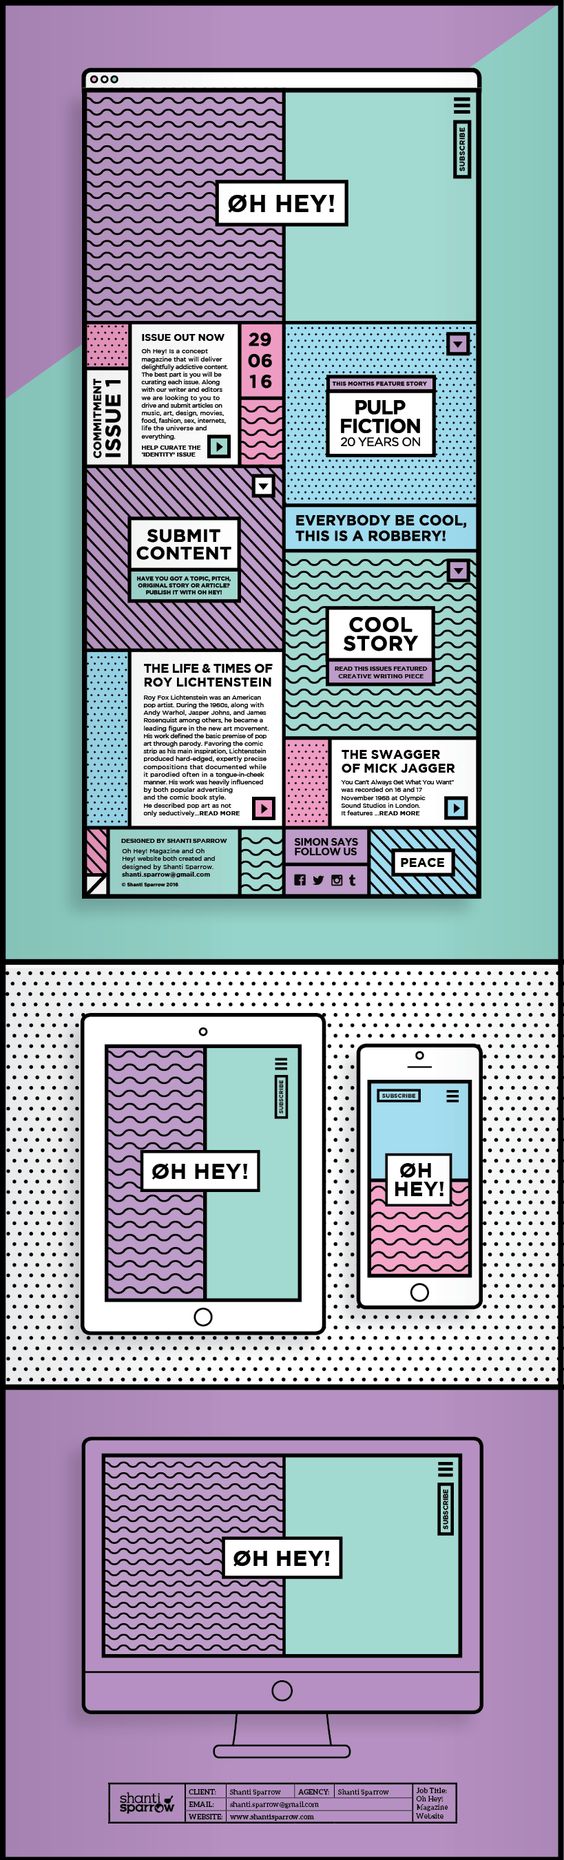 SUBSCRIBE
ØH HEY!
COMMITMENT
ISSUE 1
ISSUE OUT NOW
Oh Hey! Is a concept
magazine that will deliver
delightfully addictive content.
The best part is you will be
curating each issue. Along
with our writer and editors
we are looking to you to
drive and submit articles on
music, art, design, movies,
food, fashion, sex, internets,
life the universe and
everything.
HELP CURATE THE
'IDENTITY' ISSUE
29
06
16
THIS MONTHS FEATURE STORY
PULP
FICTION
20 YEARS ON
EVERYBODY BE COOL,
THIS IS A ROBBERY!
SUBMIT
CONTENT
HAVE YOU GOT A TOPIC, PITCH,
ORIGINAL STORY OR ARTICLE?
PUBLISH IT WITH OH HEY!
COOL
STORY
READ THIS ISSUES FEATURED
CREATIVE WRITING PIECE
THE LIFE & TIMES OF
ROY LICHTENSTEIN
Roy Fox Lichtenstein was an American
pop artist. During the 1960s, along with
Andy Warhol, Jasper Johns, and James
Rosenquist among others, he became a
leading figure in the new art movement.
His work defined the basic premise of pop
art through parody. Favoring the comic
strip as his main inspiration, Lichtenstein
produced hard-edged, expertly precise
compositions that documented while
it parodied often in a tongue-in-cheek
manner. His work was heavily influenced
by both popular advertising
and the comic book style.
He described pop art as not
only seductively ...READ MORE
THE SWAGGER
OF MICK JAGGER
You Can't Always Get What You Want"
was recorded on 16 and 17
November 1968 at Olympic
Sound Studios in London.
It features ...READ MORE
DESIGNED BY SHANTI SPARROW
Oh Hey! Magazine and Oh
Hey! website both created and
designed by Shanti Sparrow.
shanti.sparrow@gmail.com
© Shanti Sparrow 2016
SIMON SAYS
FOLLOW US
PEACE
SUBSCRIBE
ØH HEY!
SUBSCRIBE
ØH
HEY!
SUBSCRIBE
ØH HEY!
shanti
sparrow
CLIENT: Shanti Sparrow AGENCY: Shanti Sparrow
EMAIL: shanti.sparrow@gmail.com
WEBSITE: www.shantisparrow.com
Job Title:
Oh Hey!
Magazine
Website